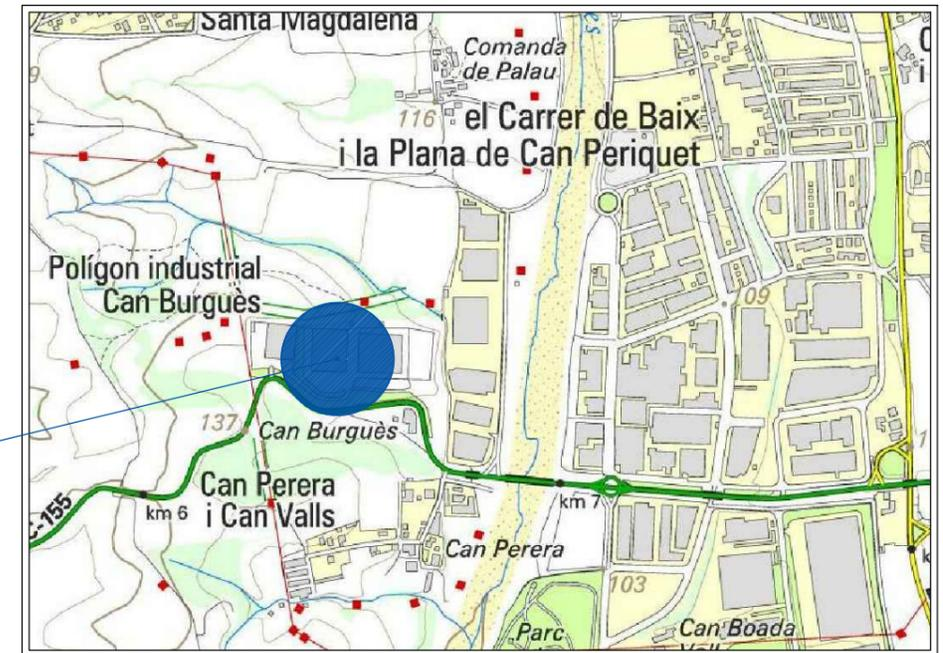 Santa Magdalena
es
Comanda
de Palau
116
el Carrer de Baix
i la Plana de Can Periquet
Polígon industrial
Can Burguès
109
137
Can Burguès
Can Perera
i Can Valls
C-155
km 6
km 7
Can Perera
103
Parc
Can Boada
Vell